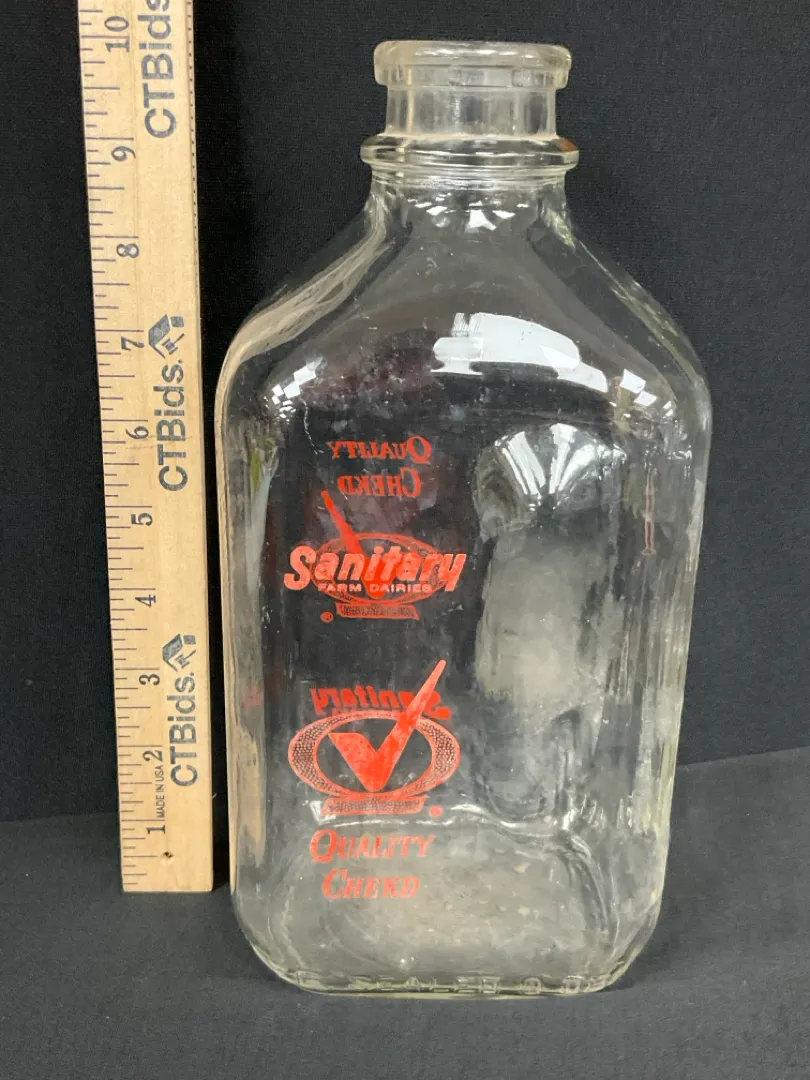 10
CTBids
9
8
7
CTBids.
6
5
4
3
CTBids.
2
MADE IN USA
1
QUALITY
CHEKD
Sanitary
FARM DAIRIES
®
Sanitary
®
QUALITY
CHEKD
SEALED